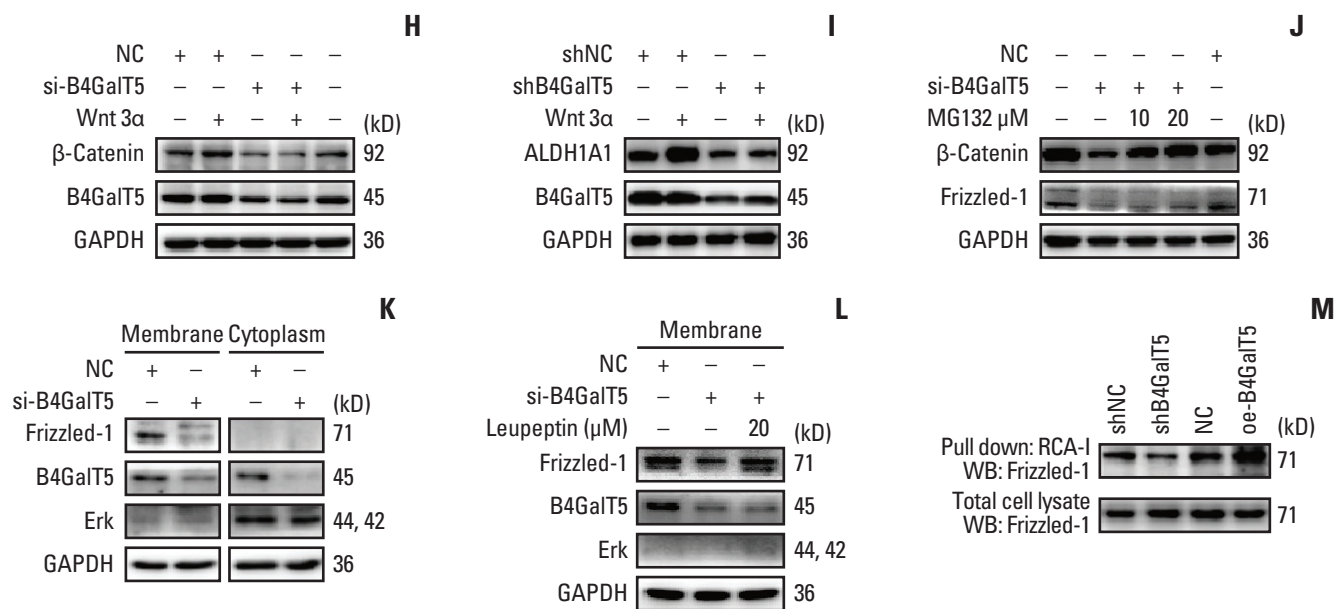 H
NC + + – – –
si-B4GalT5 – – + + –
Wnt 3α – + – + – (kD)
β-Catenin 92
B4GalT5 45
GAPDH 36
I
shNC + + – –
shB4GalT5 – – + +
Wnt 3α – + – + (kD)
ALDH1A1 92
B4GalT5 45
GAPDH 36
J
NC – – – – +
si-B4GalT5 – + + + –
MG132 μM – – 10 20 – (kD)
β-Catenin 92
Frizzled-1 71
GAPDH 36
K
Membrane Cytoplasm
NC + – + –
si-B4GalT5 – + – + (kD)
Frizzled-1 71
B4GalT5 45
Erk 44, 42
GAPDH 36
L
Membrane
NC + – –
si-B4GalT5 – + +
Leupeptin (μM) – – 20 (kD)
Frizzled-1 71
B4GalT5 45
Erk 44, 42
GAPDH 36
M
shNC shB4GalT5 NC oe-B4GalT5 (kD)
Pull down: RCA-I
WB: Frizzled-1 71
Total cell lysate
WB: Frizzled-1 71